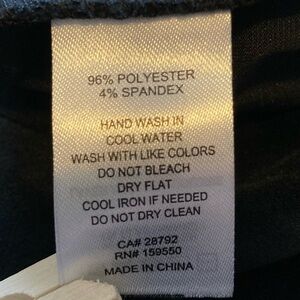 96% POLYESTER
4% SPANDEX
HAND WASH IN
COOL WATER
WASH WITH LIKE COLORS
DO NOT BLEACH
DRY FLAT
COOL IRON IF NEEDED
DO NOT DRY CLEAN
CA# 28792
RN# 159550
MADE IN CHINA